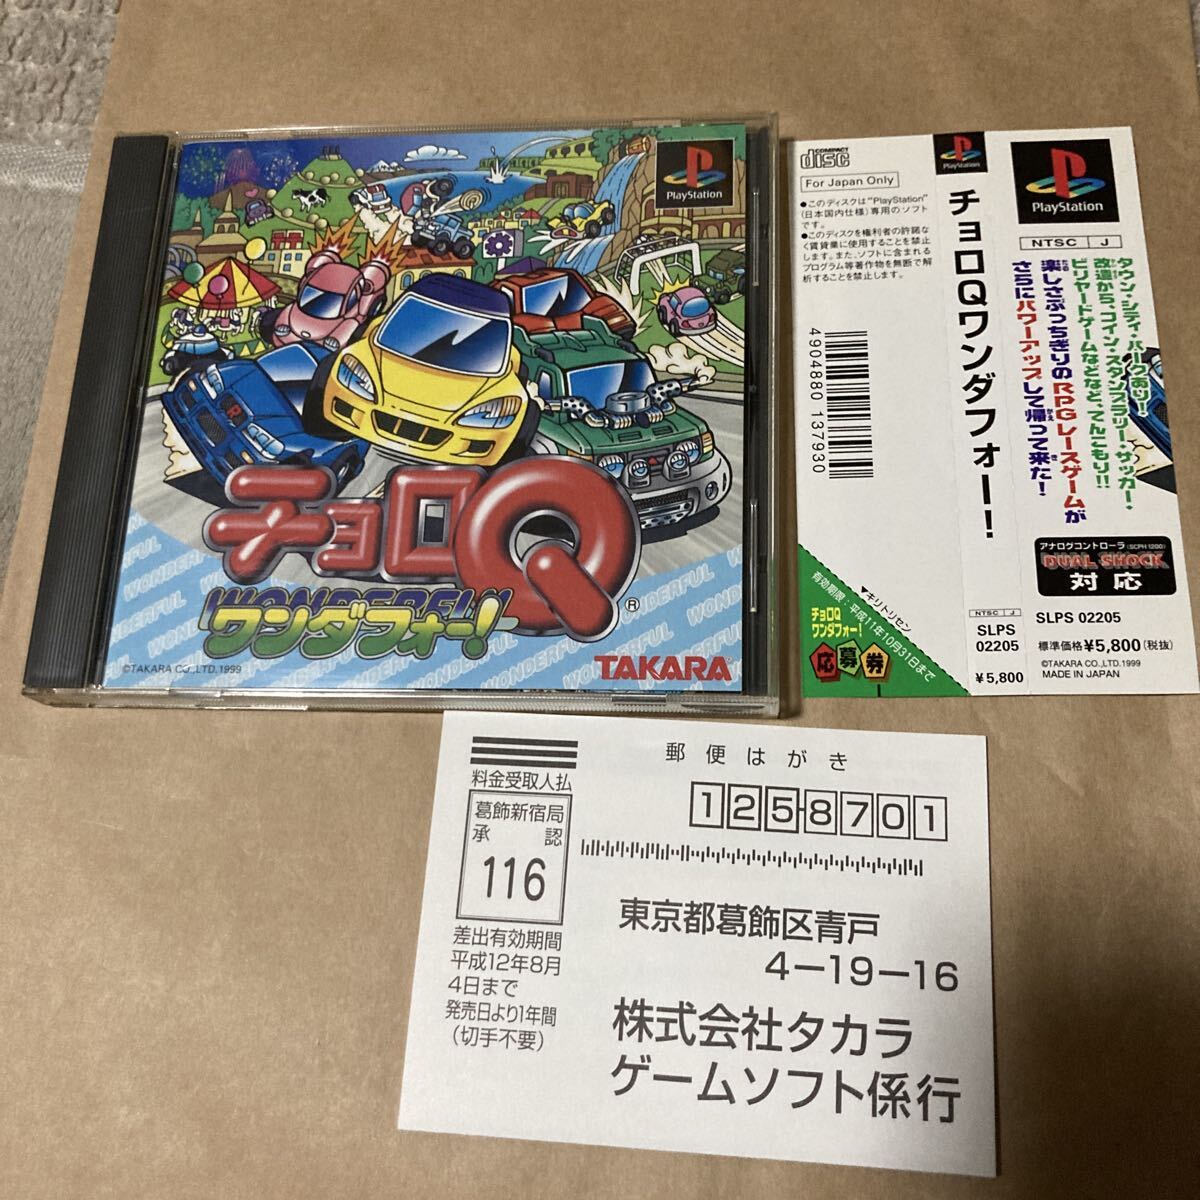 PlayStation
チョロQ
WONDERFUL
ワンダフォー!
®
©TAKARA CO.,LTD.1999
TAKARA
WONDERFUL
COMPACT
disc
For Japan Only
●このディスクは"PlayStation"
(日本国内仕様)専用のソフト
です。
●このディスクを権利者の許諾な
く賃貸業に使用することを禁止
します。また、ソフトに含まれる
プログラム等著作物を無断で解
析することを禁止します。
4904880 137930
▼キリトリセン
有効期限:平成11年10月31日まで
チョロQ
ワンダフォー!
応募券
PlayStation
チョロQワンダフォー!
NTSC J
SLPS
02205
¥5,800
PlayStation
NTSC J
タウン・シティ・パークあり!
改造から、コイン・スタンプラリー・サッカー・
ビリヤードゲームなどなど、てんこもり!!
楽しさぶっちぎりのRPGレースゲームが
さらにパワーアップして帰って来た!
アナログコントローラ(SCPH 1200)
DUAL SHOCK
対応
SLPS 02205
標準価格¥5,800(税抜)
©TAKARA CO.,LTD.1999
MADE IN JAPAN
郵便はがき
料金受取人払
葛飾新宿局
承認
116
差出有効期間
平成12年8月
4日まで
発売日より1年間
(切手不要)
125-8701
東京都葛飾区青戸
4-19-16
株式会社タカラ
ゲームソフト係行